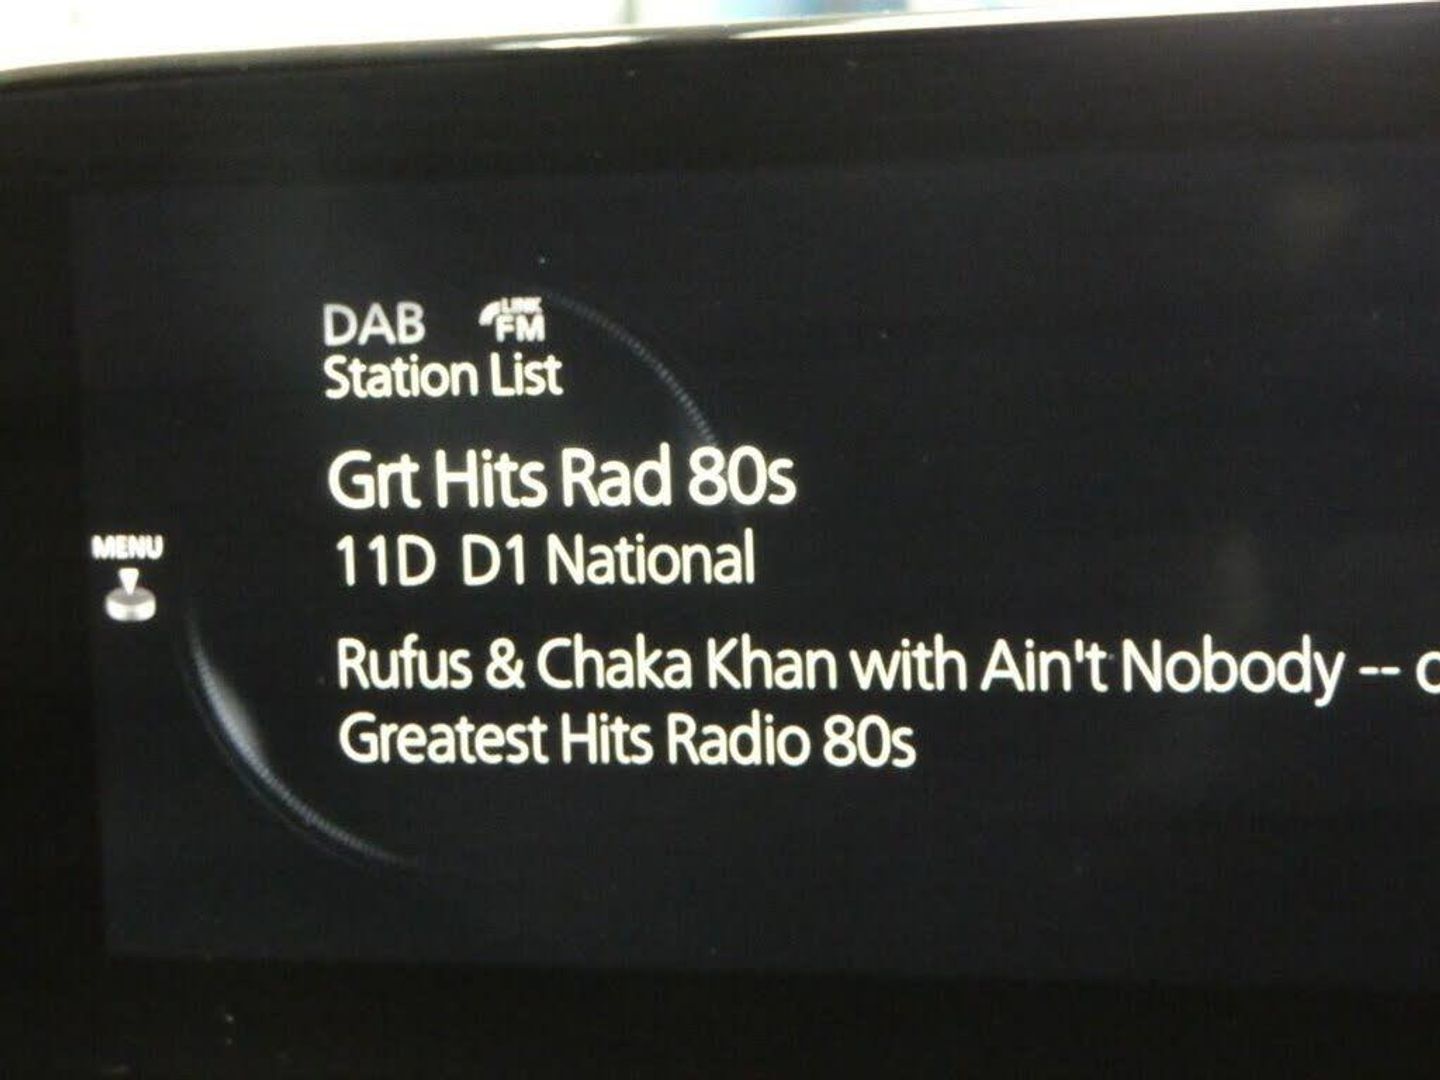 DAB LINK FM
Station List
Grt Hits Rad 80s
11D D1 National
MENU
Rufus & Chaka Khan with Ain't Nobody -- o
Greatest Hits Radio 80s